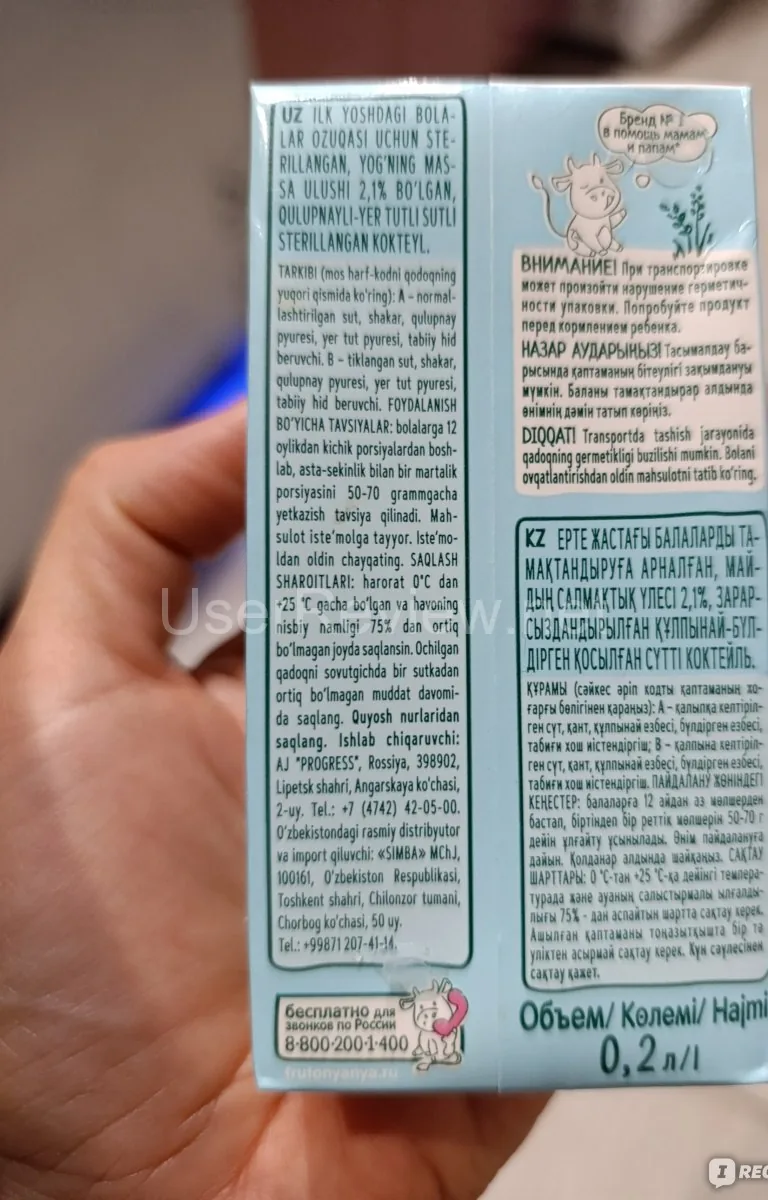 UZ ILK YOSHDAGI BOLA-
LAR OZUQASI UCHUN STE-
RILLANGAN, YOG'NING MAS-
SA ULUSHI 2,1% BO'LGAN,
QULUPNAYLI-YER TUTLI SUTLI
STERILLANGAN KOKTEYL.
TARKIBI (mos harf-kodni qodoqning
yuqori qismida ko'ring): A – normal-
lashtirilgan sut, shakar, qulupnay
pyuresi, yer tut pyuresi, tabiiy hid
beruvchi. B – tiklangan sut, shakar,
qulupnay pyuresi, yer tut pyuresi,
tabiiy hid beruvchi. FOYDALANISH
BO'YICHA TAVSIYALAR: bolalarga 12
oylikdan kichik porsiyalardan bosh-
lab, asta-sekinlik bilan bir martalik
porsiyasini 50-70 grammgacha
yetkazish tavsiya qilinadi. Mah-
sulot iste'molga tayyor. Iste'mo-
ldan oldin chayqating. SAQLASH
SHAROITLARI: harorat 0°C dan
+25 °C gacha bo'lgan va havoning
nisbiy namligi 75% dan ortiq
bo'lmagan joyda saqlansin. Ochilgan
qadoqni sovutgichda bir sutkadan
ortiq bo'lmagan muddat davomi-
da saqlang. Quyosh nurlaridan
saqlang. Ishlab chiqaruvchi:
AJ "PROGRESS", Rossiya, 398902,
Lipetsk shahri, Angarskaya ko'chasi,
2-uy. Tel.: +7 (4742) 42-05-00.
O'zbekistondagi rasmiy distribyutor
va import qiluvchi: «SIMBA» MChJ,
100161, O'zbekiston Respublikasi,
Toshkent shahri, Chilonzor tumani,
Chorbog ko'chasi, 50 uy.
Tel.: +99871 207-41-14.
бесплатно для
звонков по России
8-800-200-1-400
frutonyanya.ru
Бренд № 1
в помощь мамам
и папам*
ВНИМАНИЕ! При транспортировке
может произойти нарушение герметич-
ности упаковки. Попробуйте продукт
перед кормлением ребенка.
НАЗАР АУДАРЫҢЫЗ! Тасымалдау ба-
рысында қаптаманың бітеулігі зақымдануы
мүмкін. Баланы тамақтандырар алдында
өнімнің дәмін татып көріңіз.
DIQQAT! Transportda tashish jarayonida
qadoqning germetikligi buzilishi mumkin. Bolani
ovqatlantirishdan oldin mahsulotni tatib ko'ring.
KZ ЕРТЕ ЖАСТАҒЫ БАЛАЛАРДЫ ТА-
МАҚТАНДЫРУҒА АРНАЛҒАН, МАЙ-
ДЫҢ САЛМАҚТЫҚ ҮЛЕСІ 2,1%, ЗАРАР-
СЫЗДАНДЫРЫЛҒАН ҚҰЛПЫНАЙ-БҮЛ-
ДІРГЕН ҚОСЫЛҒАН СҮТТІ КОКТЕЙЛЬ.
ҚҰРАМЫ (сәйкес әріп кодты қаптаманың жо-
ғарғы бөлігінен қараңыз): А – қалыпқа келтіріл-
ген сүт, қант, құлпынай езбесі, бүлдірген езбесі,
табиғи хош иістендіргіш; В – қалпына келтіріл-
ген сүт, қант, құлпынай езбесі, бүлдірген езбесі,
табиғи хош иістендіргіш. ПАЙДАЛАНУ ЖӨНІНДЕГІ
КЕҢЕСТЕР: балаларға 12 айдан аз мөлшерден
бастап, біртіндеп бір реттік мөлшерін 50-70 г
дейін ұлғайту ұсынылады. Өнім пайдалануға
дайын. Қолданар алдында шайқаңыз. САҚТАУ
ШАРТТАРЫ: 0 °С-тан +25 °С-қа дейінгі темпера-
турада және ауаның салыстырмалы ылғалды-
лығы 75% - дан аспайтын шартта сақтау керек.
Ашылған қаптаманы тоңазытқышта бір тә
уліктен асырмай сақтау керек. Күн сәулесінен
сақтау қажет.
Объем/ Көлемі/ Hajmi
0,2 л/l
UserReview.
I REC